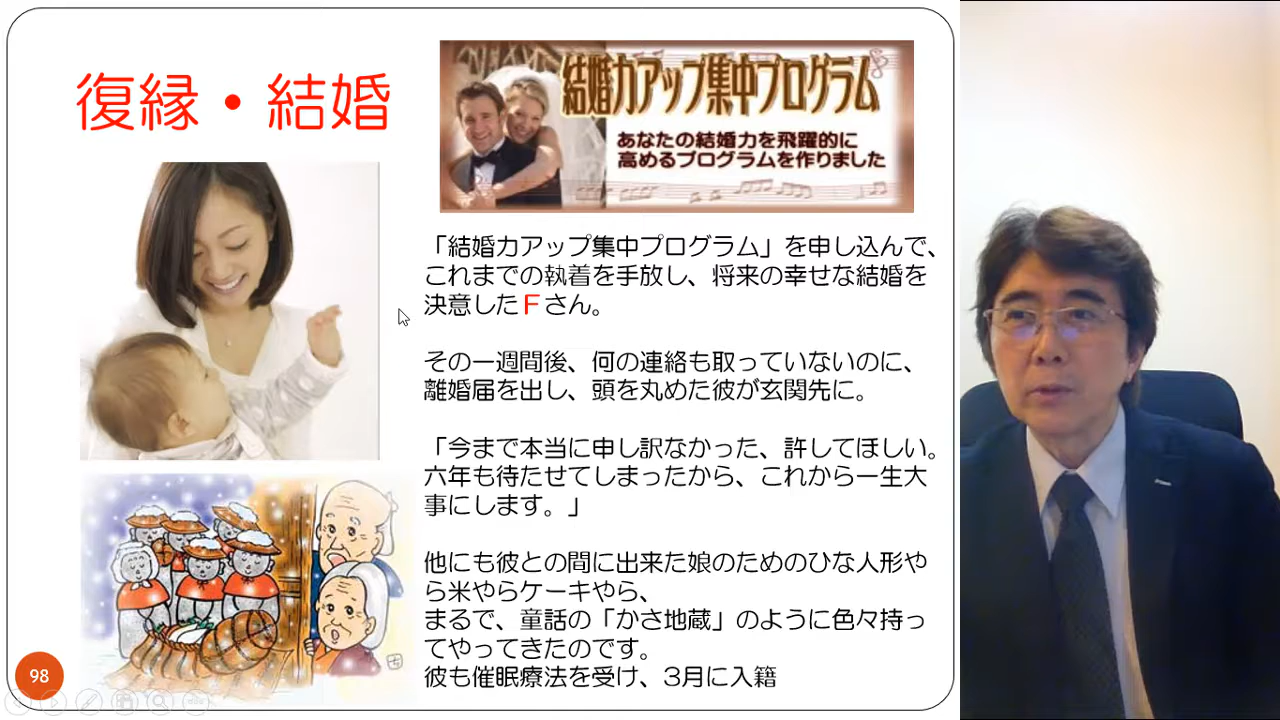 復縁・結婚
結婚力アップ集中プログラム
あなたの結婚力を飛躍的に
高めるプログラムを作りました
「結婚力アップ集中プログラム」を申し込んで、
これまでの執着を手放し、将来の幸せな結婚を
決意したFさん。
その一週間後、何の連絡も取っていないのに、
離婚届を出し、頭を丸めた彼が玄関先に。
「今まで本当に申し訳なかった、許してほしい。
六年も待たせてしまったから、これから一生大
事にします。」
他にも彼との間に出来た娘のためのひな人形や
ら米やらケーキやら、
まるで、童話の「かさ地蔵」のように色々持っ
てやってきたのです。
彼も催眠療法を受け、3月に入籍
98